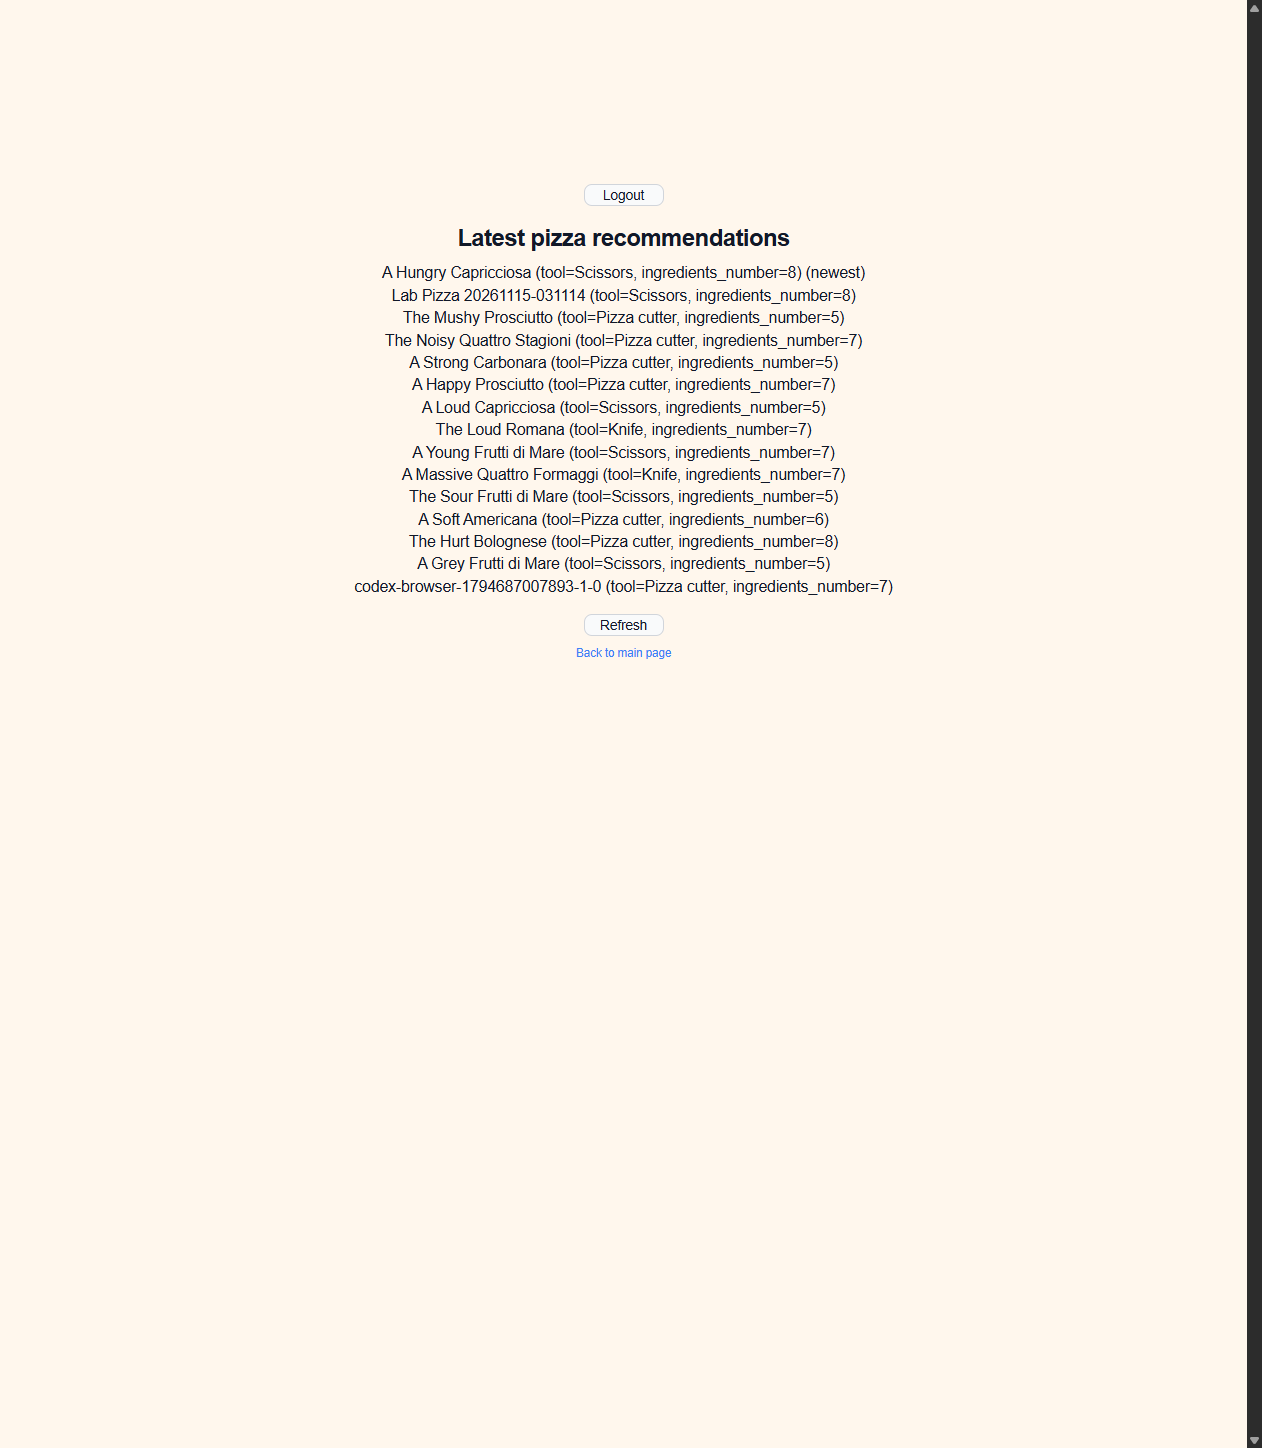 Logout
Latest pizza recommendations
A Hungry Capricciosa (tool=Scissors, ingredients_number=8) (newest)
Lab Pizza 20261115-031114 (tool=Scissors, ingredients_number=8)
The Mushy Prosciutto (tool=Pizza cutter, ingredients_number=5)
The Noisy Quattro Stagioni (tool=Pizza cutter, ingredients_number=7)
A Strong Carbonara (tool=Pizza cutter, ingredients_number=5)
A Happy Prosciutto (tool=Pizza cutter, ingredients_number=7)
A Loud Capricciosa (tool=Scissors, ingredients_number=5)
The Loud Romana (tool=Knife, ingredients_number=7)
A Young Frutti di Mare (tool=Scissors, ingredients_number=7)
A Massive Quattro Formaggi (tool=Knife, ingredients_number=7)
The Sour Frutti di Mare (tool=Scissors, ingredients_number=5)
A Soft Americana (tool=Pizza cutter, ingredients_number=6)
The Hurt Bolognese (tool=Pizza cutter, ingredients_number=8)
A Grey Frutti di Mare (tool=Scissors, ingredients_number=5)
codex-browser-1794687007893-1-0 (tool=Pizza cutter, ingredients_number=7)
Refresh
Back to main page